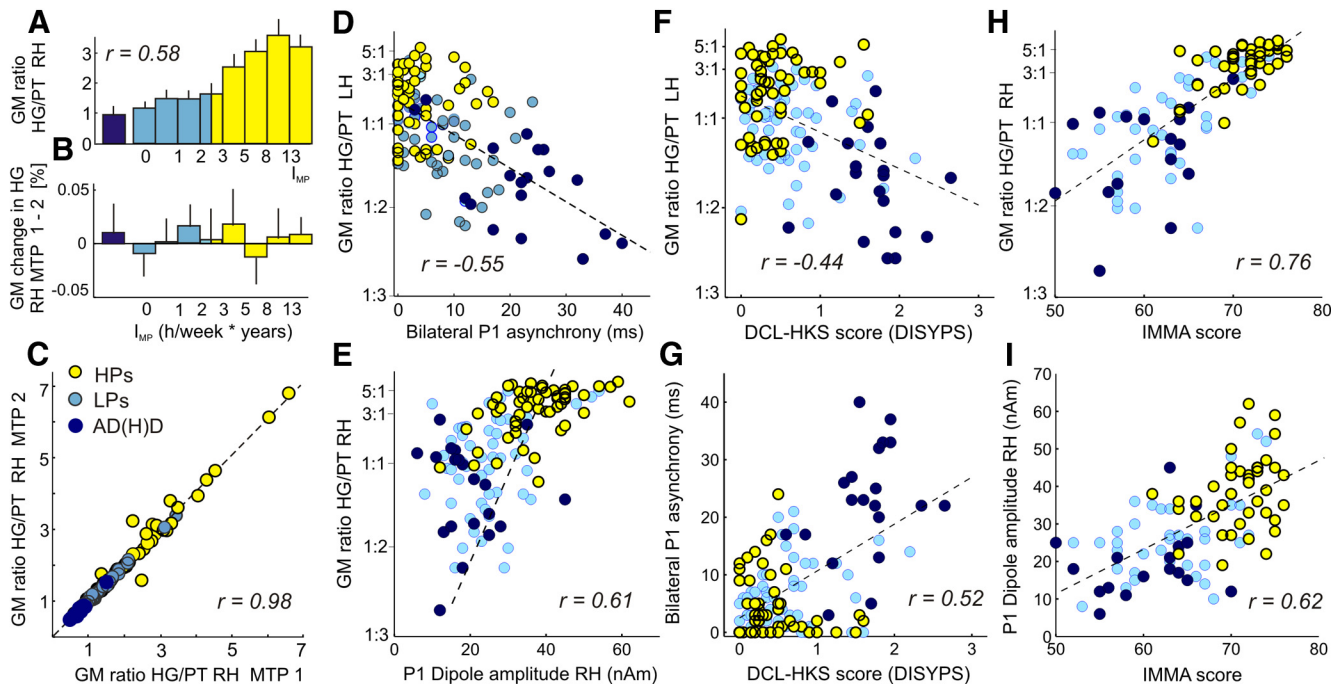 A
GM ratio
HG/PT RH
r = 0.58
3
2
1
0
0 1 2 3 5 8 13
I MP
B
GM change in HG
RH MTP 1 - 2 [%]
0.05
0
-0.05
0 1 2 3 5 8 13
I MP (h/week * years)
C
GM ratio HG/PT RH MTP 2
HPs
LPs
AD(H)D
7
5
3
1
r = 0.98
1 3 5 7
GM ratio HG/PT RH MTP 1
D
GM ratio HG/PT LH
5:1
3:1
1:1
1:2
1:3
r = -0.55
0 10 20 30 40
Bilateral P1 asynchrony (ms)
E
GM ratio HG/PT RH
5:1
3:1
1:1
1:2
1:3
r = 0.61
0 20 40 60
P1 Dipole amplitude RH (nAm)
F
GM ratio HG/PT LH
5:1
3:1
1:1
1:2
1:3
r = -0.44
0 1 2 3
DCL-HKS score (DISYPS)
G
Bilateral P1 asynchrony (ms)
40
30
20
10
0
r = 0.52
0 1 2 3
DCL-HKS score (DISYPS)
H
GM ratio HG/PT RH
5:1
3:1
1:1
1:2
1:3
r = 0.76
50 60 70 80
IMMA score
I
P1 Dipole amplitude RH (nAm)
70
60
50
40
30
20
10
0
r = 0.62
50 60 70 80
IMMA score